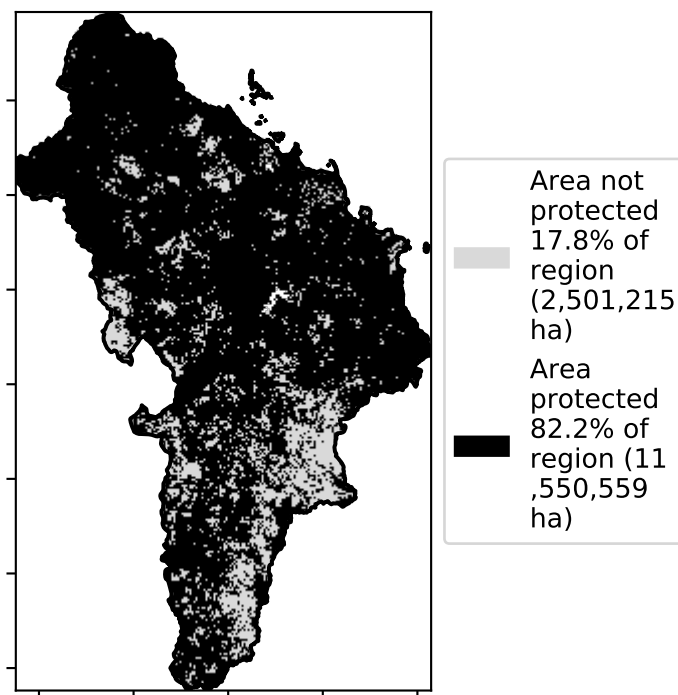 Area not
protected
17.8% of
region
(2,501,215
ha)
Area
protected
82.2% of
region (11
,550,559
ha)